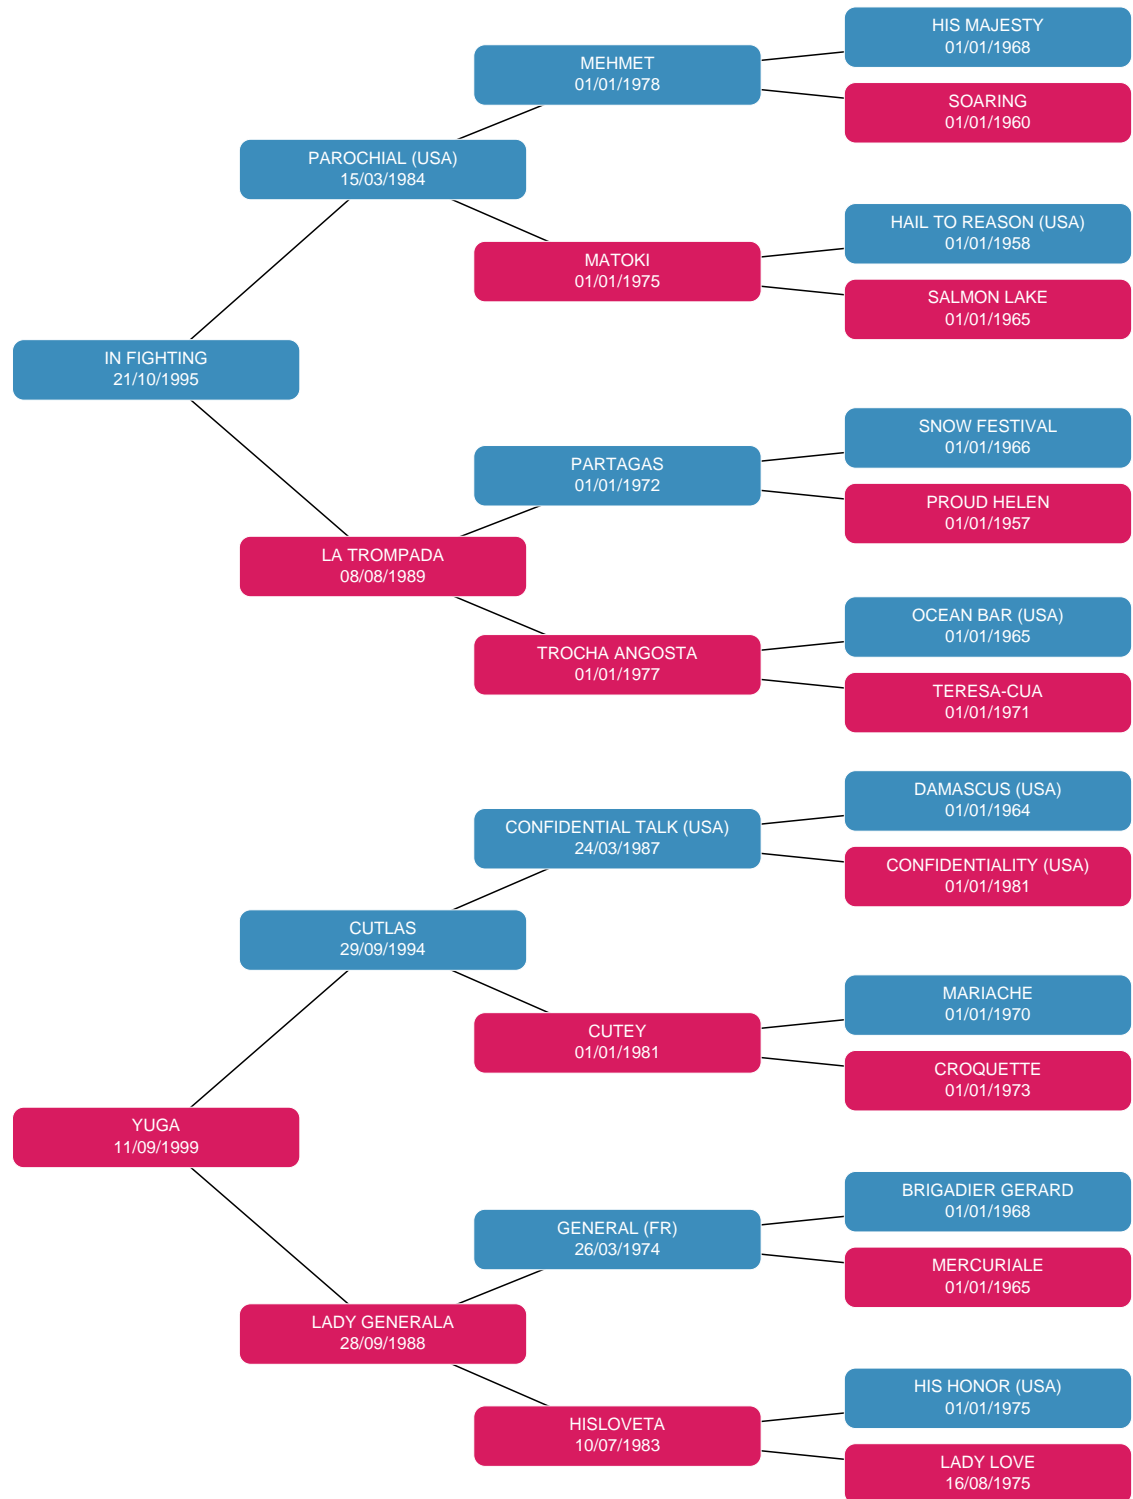 HIS MAJESTY
01/01/1968
MEHMET
01/01/1978
SOARING
01/01/1960
PAROCHIAL (USA)
15/03/1984
HAIL TO REASON (USA)
01/01/1958
MATOKI
01/01/1975
SALMON LAKE
01/01/1965
IN FIGHTING
21/10/1995
SNOW FESTIVAL
01/01/1966
PARTAGAS
01/01/1972
PROUD HELEN
01/01/1957
LA TROMPADA
08/08/1989
OCEAN BAR (USA)
01/01/1965
TROCHA ANGOSTA
01/01/1977
TERESA-CUA
01/01/1971
DAMASCUS (USA)
01/01/1964
CONFIDENTIAL TALK (USA)
24/03/1987
CONFIDENTIALITY (USA)
01/01/1981
CUTLAS
29/09/1994
MARIACHE
01/01/1970
CUTEY
01/01/1981
CROQUETTE
01/01/1973
YUGA
11/09/1999
BRIGADIER GERARD
01/01/1968
GENERAL (FR)
26/03/1974
MERCURIALE
01/01/1965
LADY GENERALA
28/09/1988
HIS HONOR (USA)
01/01/1975
HISLOVETA
10/07/1983
LADY LOVE
16/08/1975